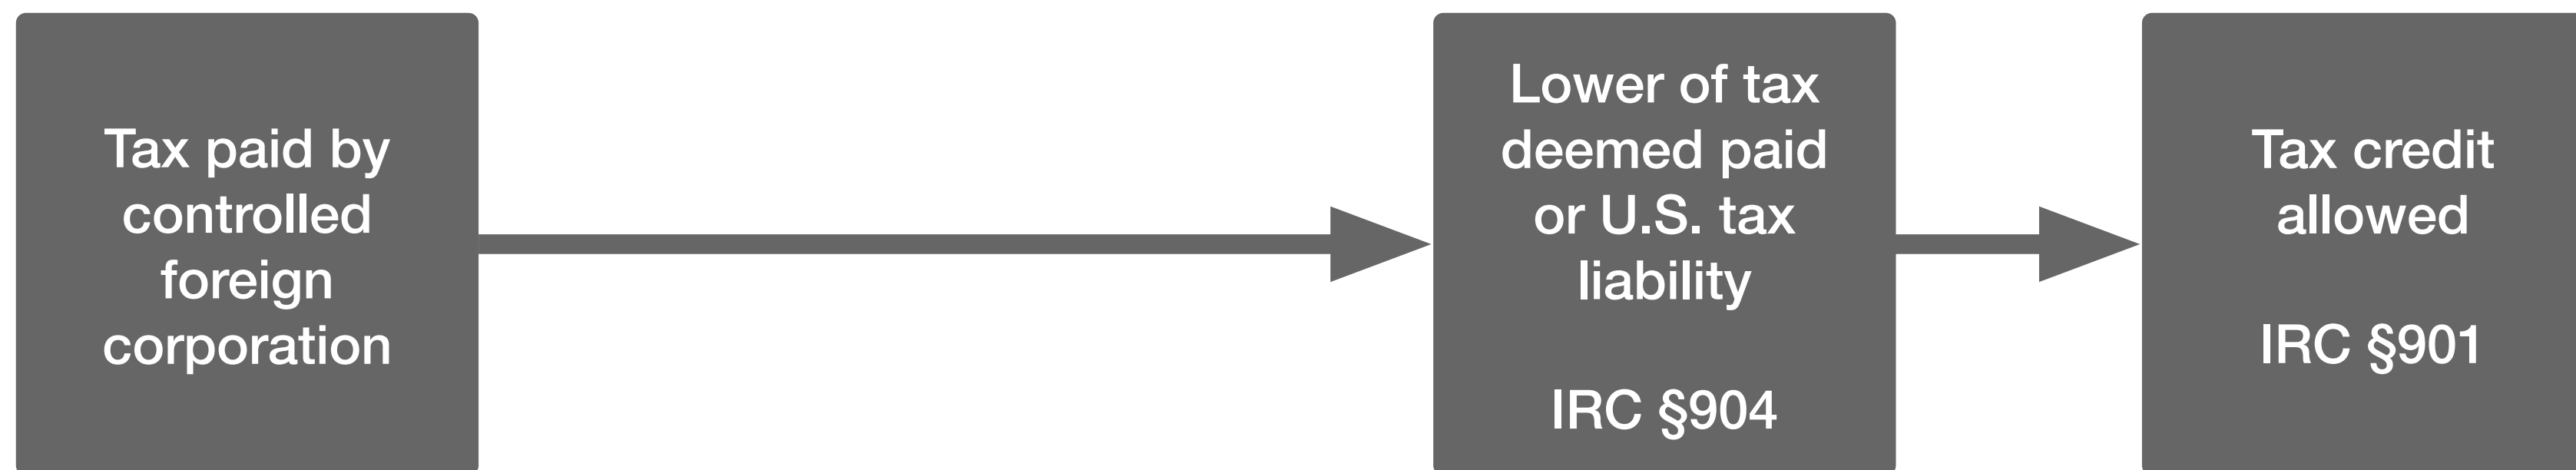 Tax paid by
controlled
foreign
corporation
Lower of tax
deemed paid
or U.S. tax
liability
IRC §904
Tax credit
allowed
IRC §901